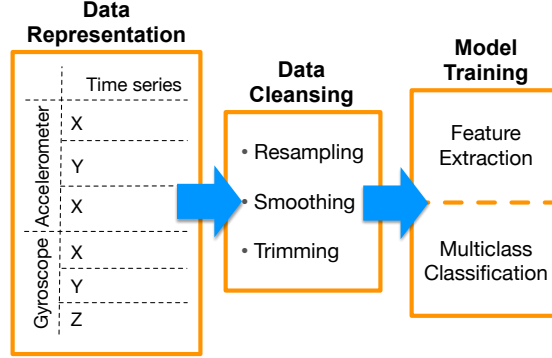 Data
Representation
Time series
Accelerometer
X
Y
X
Gyroscope
X
Y
Z
Data
Cleansing
• Resampling
• Smoothing
• Trimming
Model
Training
Feature
Extraction
Multiclass
Classification